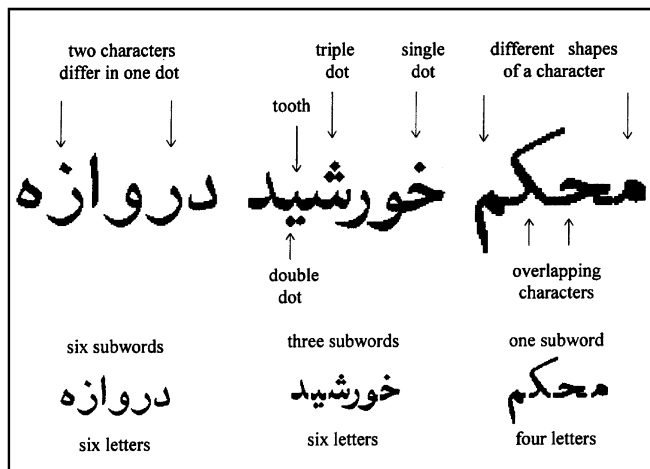 two characters
differ in one dot
triple
dot
single
dot
different shapes
of a character
tooth
دروازه
خورشید
محکم
double
dot
overlapping
characters
six subwords
three subwords
one subword
دروازه
خورشید
محکم
six letters
six letters
four letters